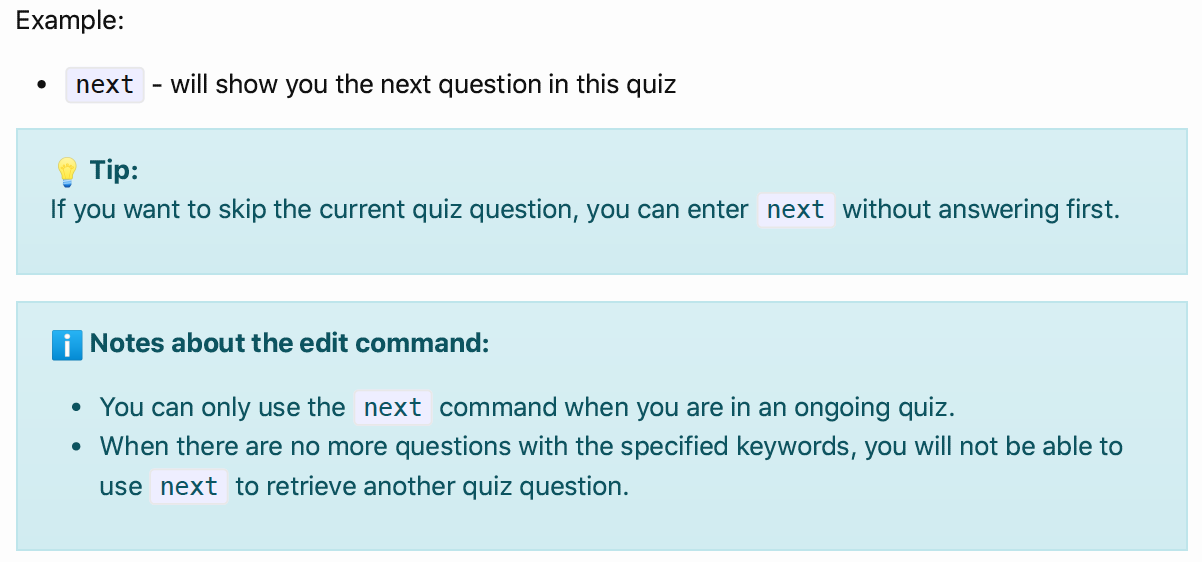 Example:
• next - will show you the next question in this quiz
💡 Tip:
If you want to skip the current quiz question, you can enter next without answering first.
ℹ️ Notes about the edit command:
• You can only use the next command when you are in an ongoing quiz.
• When there are no more questions with the specified keywords, you will not be able to
use next to retrieve another quiz question.